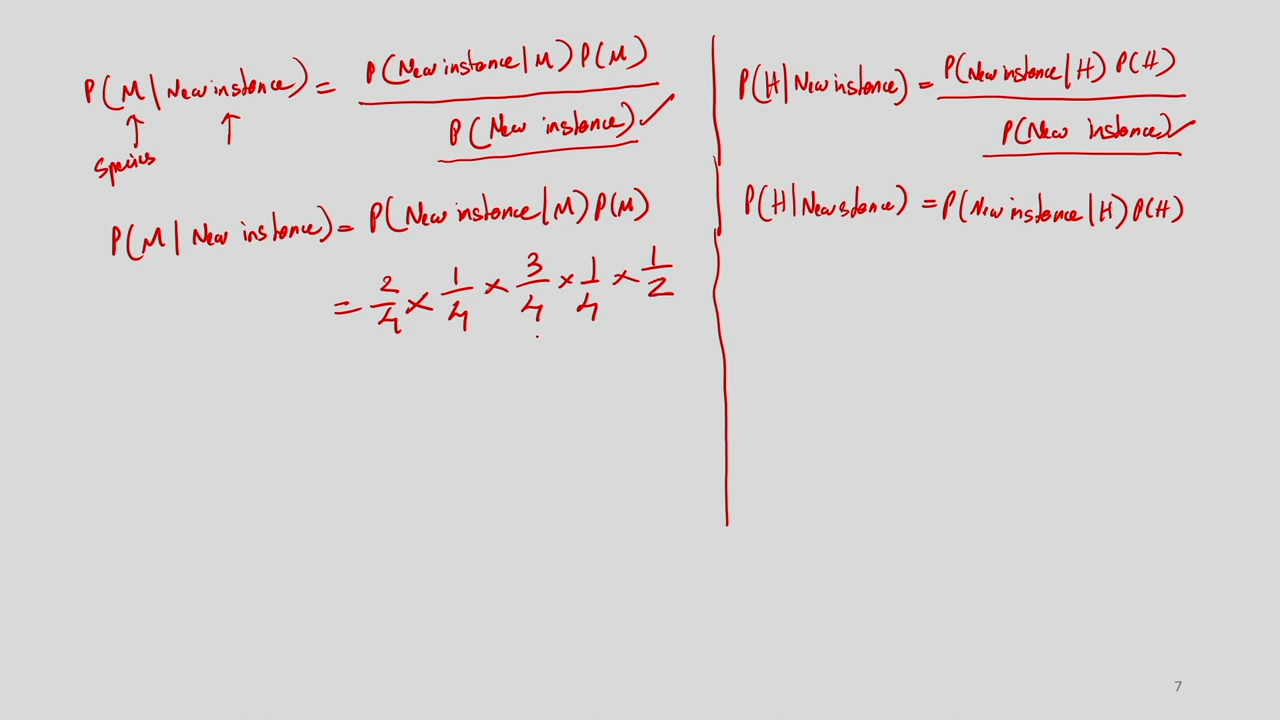 P(M | New instance) = P(New instance | M) P(M)
P(New instance) ✓
Species
P(M | New instance) = P(New instance | M) P(M)
= 2/4 × 1/4 × 3/4 × 1/4 × 1/2
P(H | New instance) = P(New instance | H) P(H)
P(New instance) ✓
P(H | New stance) = P(New instance | H) P(H)
7